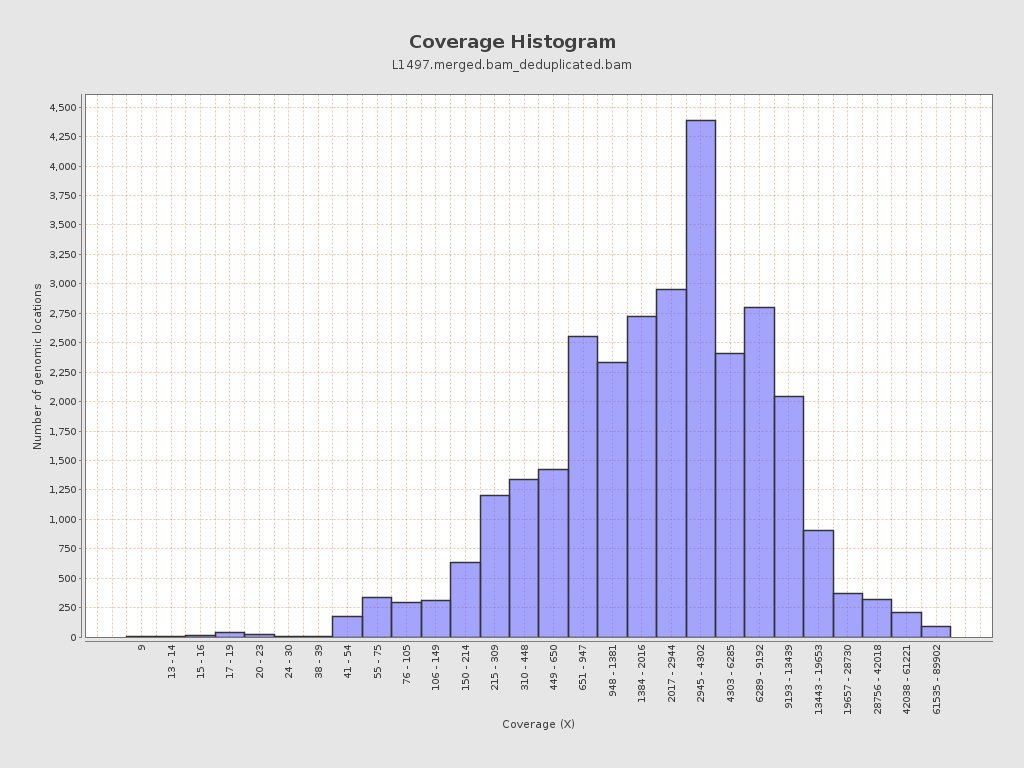 Coverage Histogram
L1497.merged.bam_deduplicated.bam
Number of genomic locations
4,500
4,250
4,000
3,750
3,500
3,250
3,000
2,750
2,500
2,250
2,000
1,750
1,500
1,250
1,000
750
500
250
0
9
13 - 14
15 - 16
17 - 19
20 - 23
24 - 30
38 - 39
41 - 54
55 - 75
76 - 105
106 - 149
150 - 214
215 - 309
310 - 448
449 - 650
651 - 947
948 - 1381
1384 - 2016
2017 - 2944
2945 - 4302
4303 - 6285
6289 - 9192
9193 - 13439
13443 - 19653
19657 - 28730
28756 - 42018
42038 - 61221
61535 - 89902
Coverage (X)